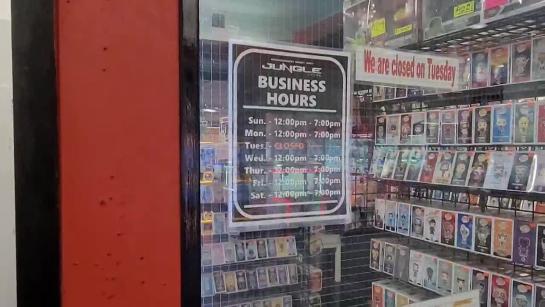 JUNGLE
BUSINESS
HOURS
Sun. - 12:00pm - 7:00pm
Mon. - 12:00pm - 7:00pm
Tues. - CLOSED
Wed. - 12:00pm - 7:00pm
Thur. - 12:00pm - 7:00pm
Fri. - 12:00pm - 7:00pm
Sat. - 12:00pm - 7:00pm
We are closed on Tuesday